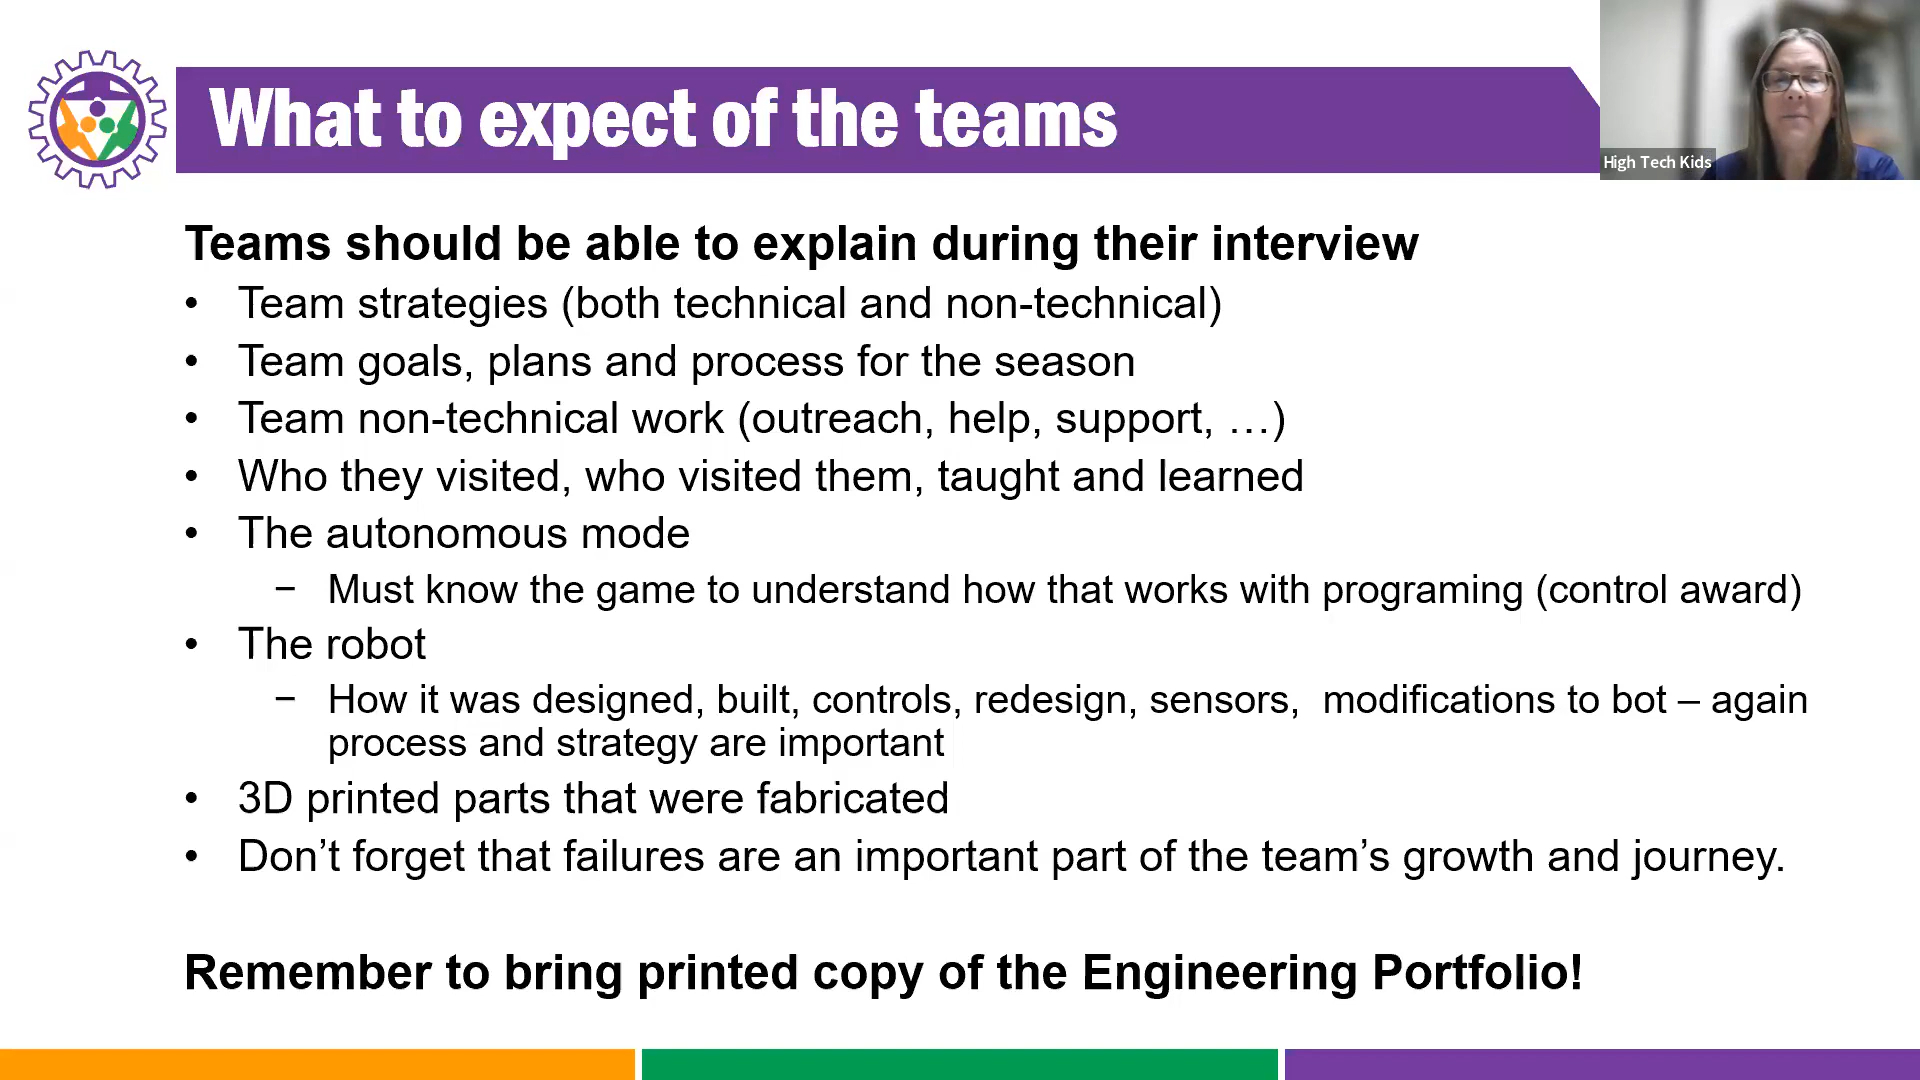 What to expect of the teams
High Tech Kids
Teams should be able to explain during their interview
• Team strategies (both technical and non-technical)
• Team goals, plans and process for the season
• Team non-technical work (outreach, help, support, …)
• Who they visited, who visited them, taught and learned
• The autonomous mode
− Must know the game to understand how that works with programing (control award)
• The robot
− How it was designed, built, controls, redesign, sensors,  modifications to bot – again
process and strategy are important
• 3D printed parts that were fabricated
• Don’t forget that failures are an important part of the team’s growth and journey.
Remember to bring printed copy of the Engineering Portfolio!